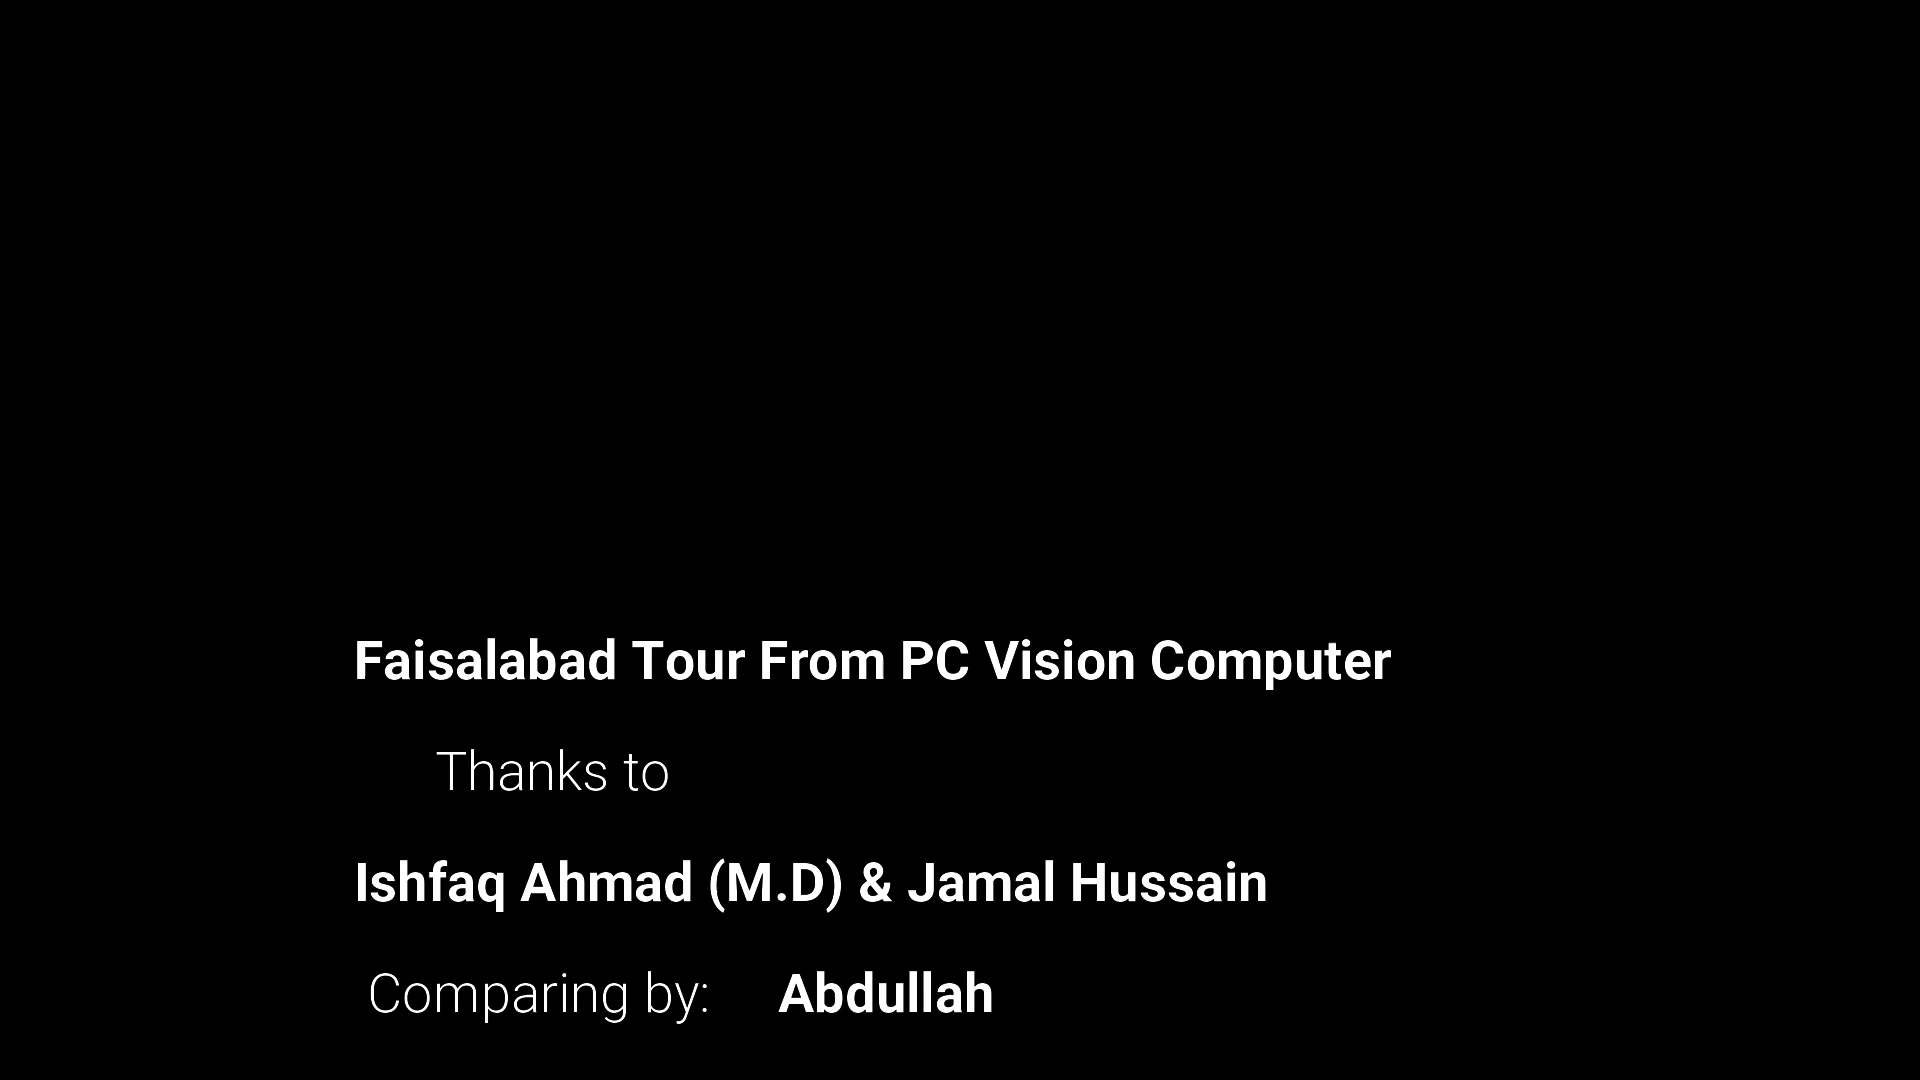 Faisalabad Tour From PC Vision Computer
Thanks to
Ishfaq Ahmad (M.D) & Jamal Hussain
Comparing by: Abdullah